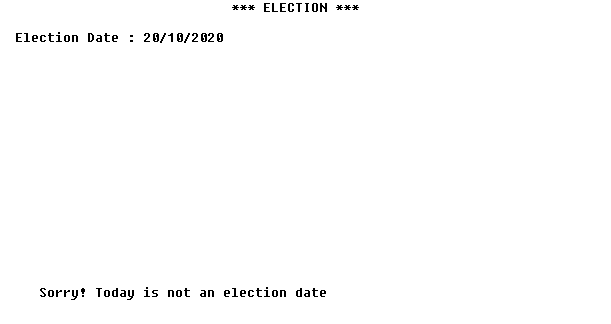 *** ELECTION ***
Election Date : 20/10/2020
Sorry! Today is not an election date